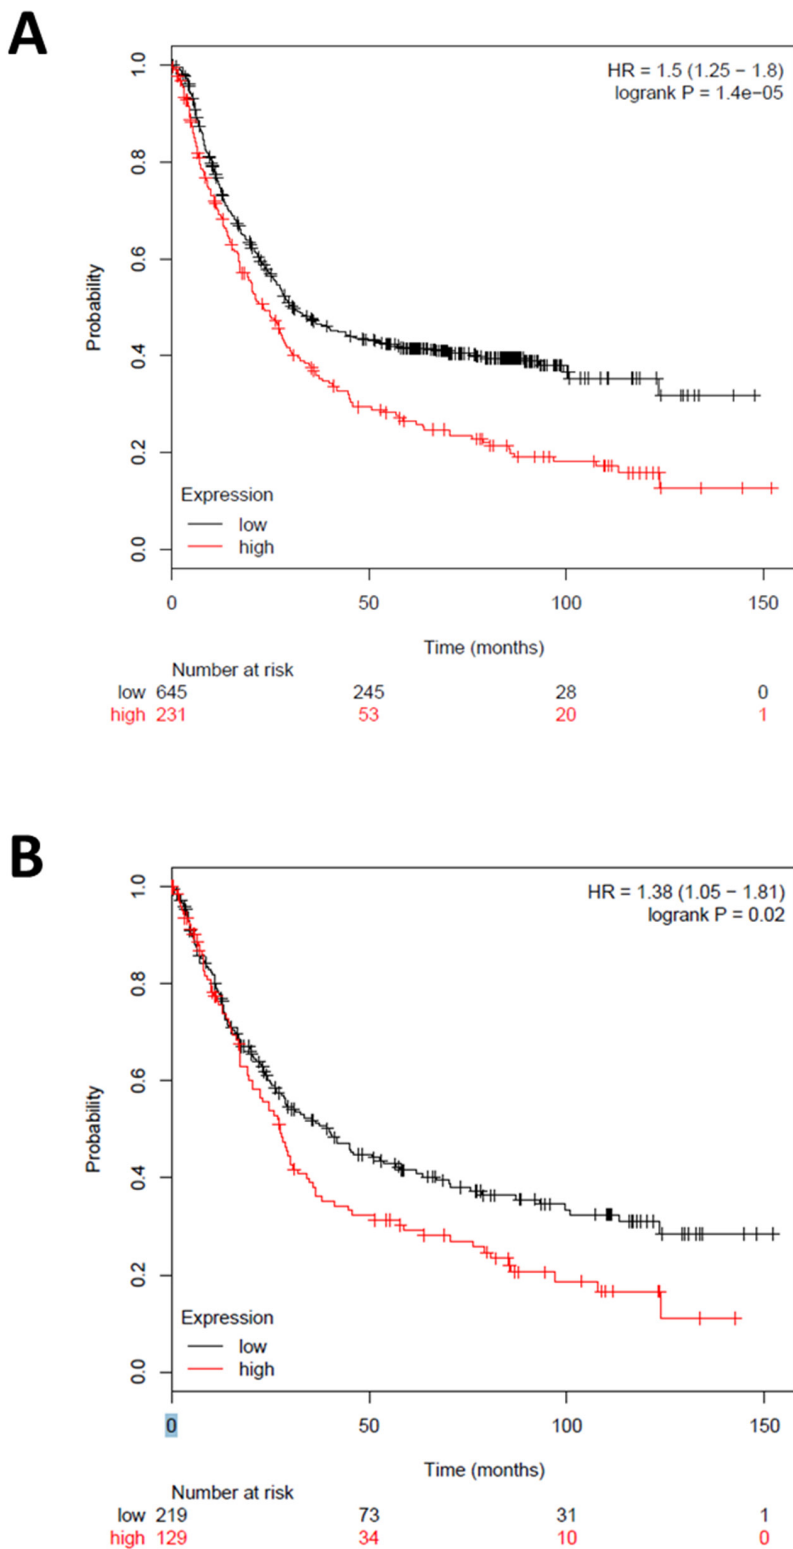 A
HR = 1.5 (1.25 − 1.8)
logrank P = 1.4e−05
Probability
1.0
0.8
0.6
0.4
0.2
0.0
Expression
low
high
0 50 100 150
Time (months)
Number at risk
low 645 245 28 0
high 231 53 20 1
B
HR = 1.38 (1.05 − 1.81)
logrank P = 0.02
Probability
1.0
0.8
0.6
0.4
0.2
0.0
Expression
low
high
0 50 100 150
Time (months)
Number at risk
low 219 73 31 1
high 129 34 10 0